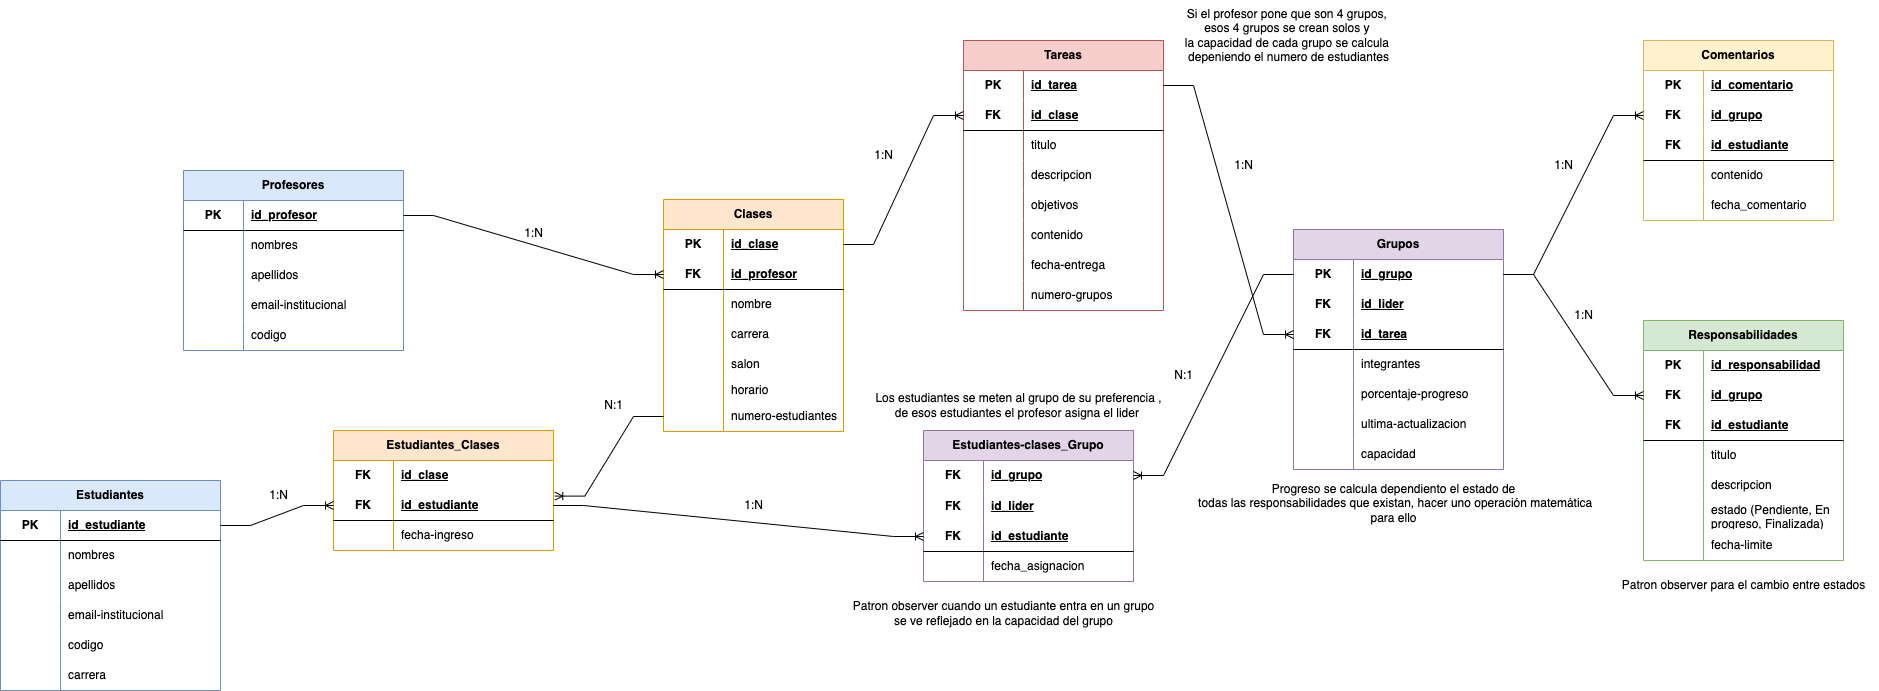 Si el profesor pone que son 4 grupos,
esos 4 grupos se crean solos y
la capacidad de cada grupo se calcula
depeniendo el numero de estudiantes
Profesores
PK id_profesor
nombres
apellidos
email-institucional
codigo
1:N
Clases
PK id_clase
FK id_profesor
nombre
carrera
salon
horario
numero-estudiantes
1:N
Tareas
PK id_tarea
FK id_clase
titulo
descripcion
objetivos
contenido
fecha-entrega
numero-grupos
1:N
Grupos
PK id_grupo
FK id_lider
FK id_tarea
integrantes
porcentaje-progreso
ultima-actualizacion
capacidad
1:N
Comentarios
PK id_comentario
FK id_grupo
FK id_estudiante
contenido
fecha_comentario
1:N
Responsabilidades
PK id_responsabilidad
FK id_grupo
FK id_estudiante
titulo
descripcion
estado (Pendiente, En
progreso, Finalizada)
fecha-limite
Patron observer para el cambio entre estados
Estudiantes
PK id_estudiante
nombres
apellidos
email-institucional
codigo
carrera
1:N
Estudiantes_Clases
FK id_clase
FK id_estudiante
fecha-ingreso
N:1
1:N
Los estudiantes se meten al grupo de su preferencia ,
de esos estudiantes el profesor asigna el lider
Estudiantes-clases_Grupo
FK id_grupo
FK id_lider
FK id_estudiante
fecha_asignacion
N:1
Patron observer cuando un estudiante entra en un grupo
se ve reflejado en la capacidad del grupo
Progreso se calcula dependiento el estado de
todas las responsabilidades que existan, hacer uno operación matemática
para ello